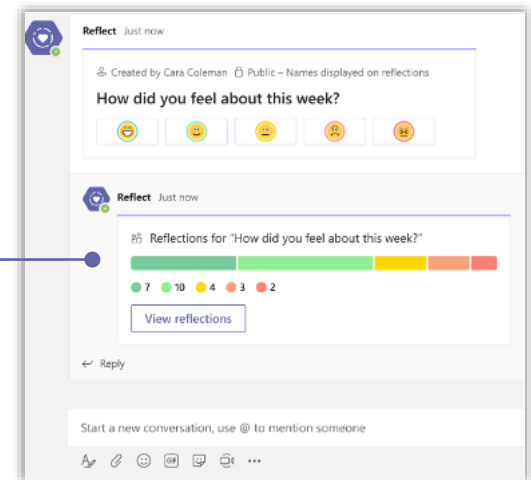 Reflect Just now
Created by Cara Coleman Public – Names displayed on reflections
How did you feel about this week?
Reflect Just now
Reflections for "How did you feel about this week?"
7 10 4 3 2
View reflections
Reply
Start a new conversation, use @ to mention someone
GIF